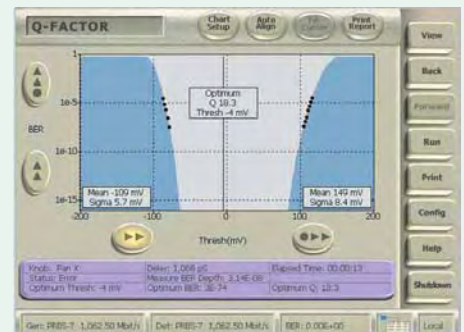 Q-FACTOR
Chart Setup
Auto Align
Print Report
View
Back
Forward
Run
Print
Config
Help
Shutdown
1
1e-5
BER
1e-10
1e-15
Optimum
Q 18.3
Thresh -4 mV
Mean -109 mV
Sigma 5.7 mV
Mean 149 mV
Sigma 8.4 mV
-200
-100
0
100
200
Thresh(mV)
Knob: Pan X:
Delay: 1,068 pS
Elapsed Time: 00:00:13
Status: Error
Measure BER Depth: 3.14E-08
Optimum Thresh: -4 mV
Optimum BER: 3E-74
Optimum Q: 18.3
Gen: PRBS-7 1,062.50 Mbit/s
Det: PRBS-7 1,062.50 Mbit/s
BER: 0.00E+00
Local